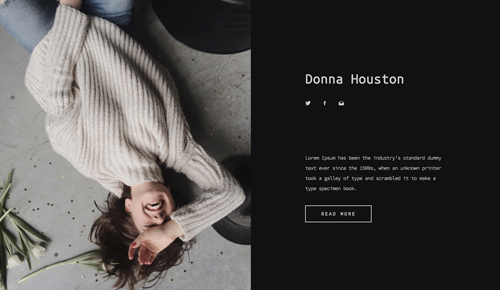 Donna Houston
Lorem Ipsum has been the industry's standard dummy
text ever since the 1500s, when an unknown printer
took a galley of type and scrambled it to make a
type specimen book.
READ MORE